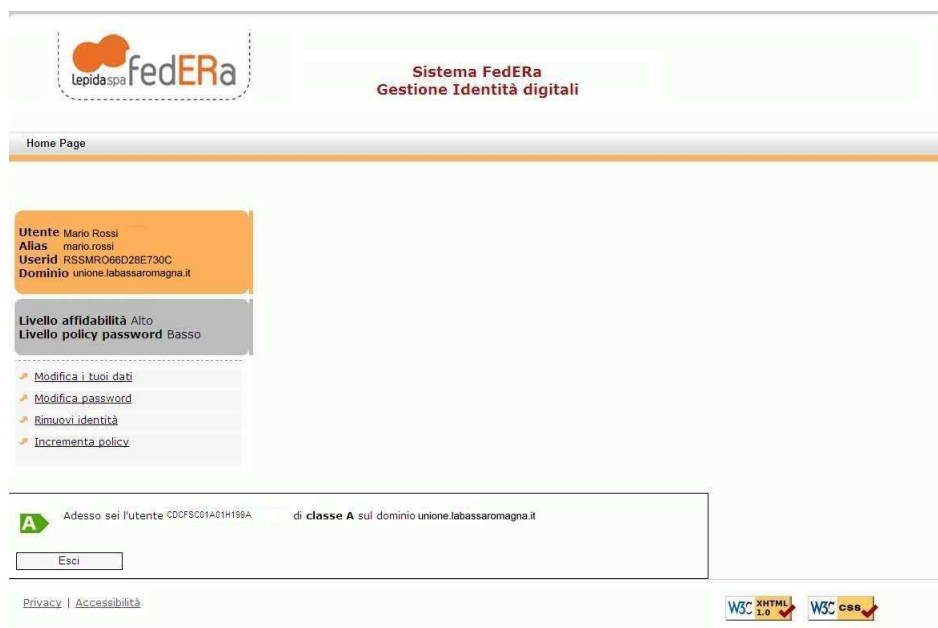 lepidaspa fedERa
Sistema FedERa
Gestione Identità digitali
Home Page
Utente Mario Rossi
Alias mario.rossi
Userid RSSMRO66D28E730C
Dominio unione.labassaromagna.it
Livello affidabilità Alto
Livello policy password Basso
Modifica i tuoi dati
Modifica password
Rimuovi identità
Incrementa policy
A
Adesso sei l'utente CDCFSC01A01H199A di classe A sul dominio unione.labassaromagna.it
Esci
Privacy | Accessibilità
W3C XHTML 1.0
W3C css